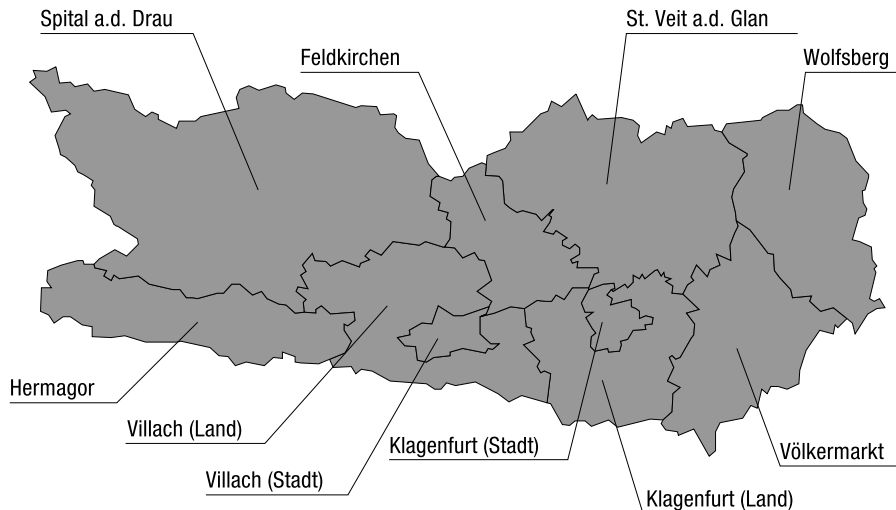 Spital a.d. Drau
St. Veit a.d. Glan
Feldkirchen
Wolfsberg
Hermagor
Villach (Land)
Klagenfurt (Stadt)
Völkermarkt
Villach (Stadt)
Klagenfurt (Land)